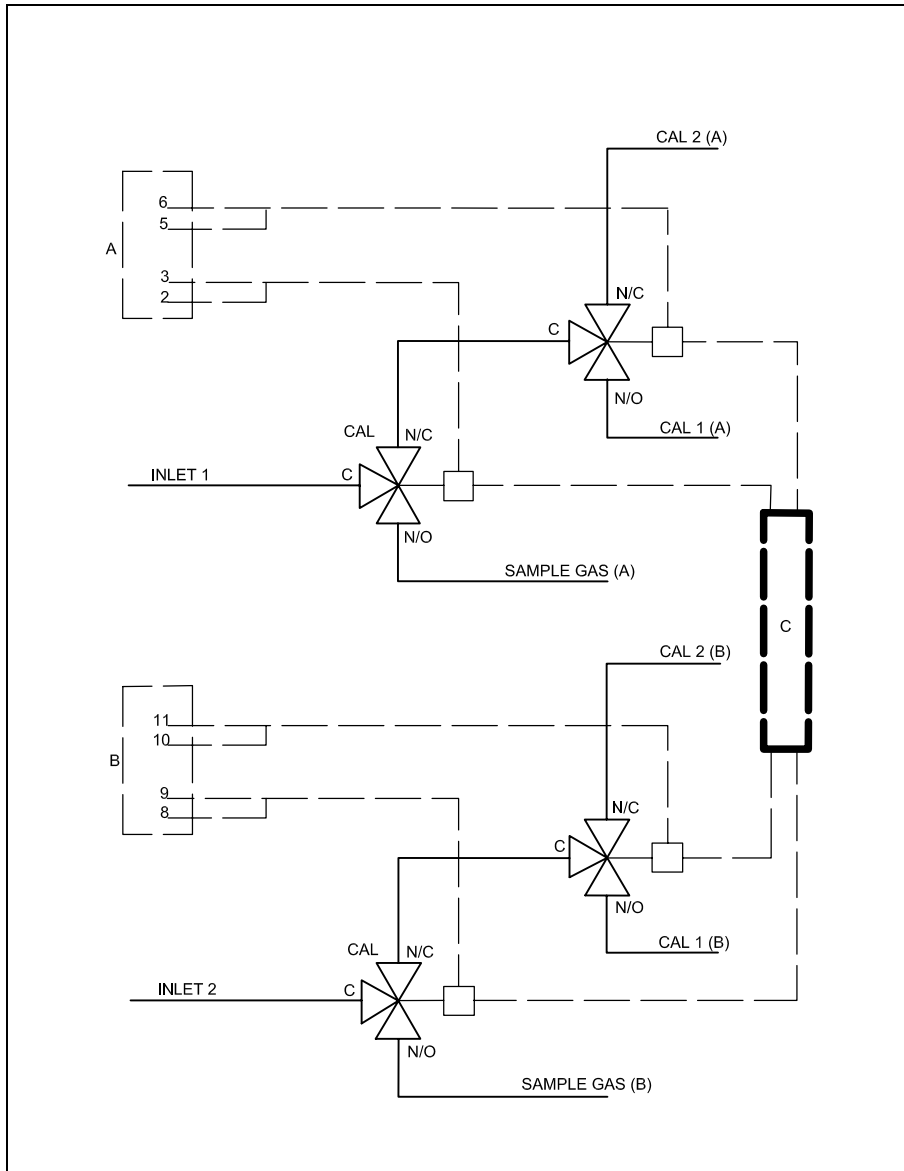 CAL 2 (A)
6
5
A
3
2
N/C
C
N/O
CAL 1 (A)
CAL
N/C
INLET 1
C
N/O
SAMPLE GAS (A)
C
CAL 2 (B)
11
10
B
9
8
N/C
C
N/O
CAL 1 (B)
CAL
N/C
INLET 2
C
N/O
SAMPLE GAS (B)